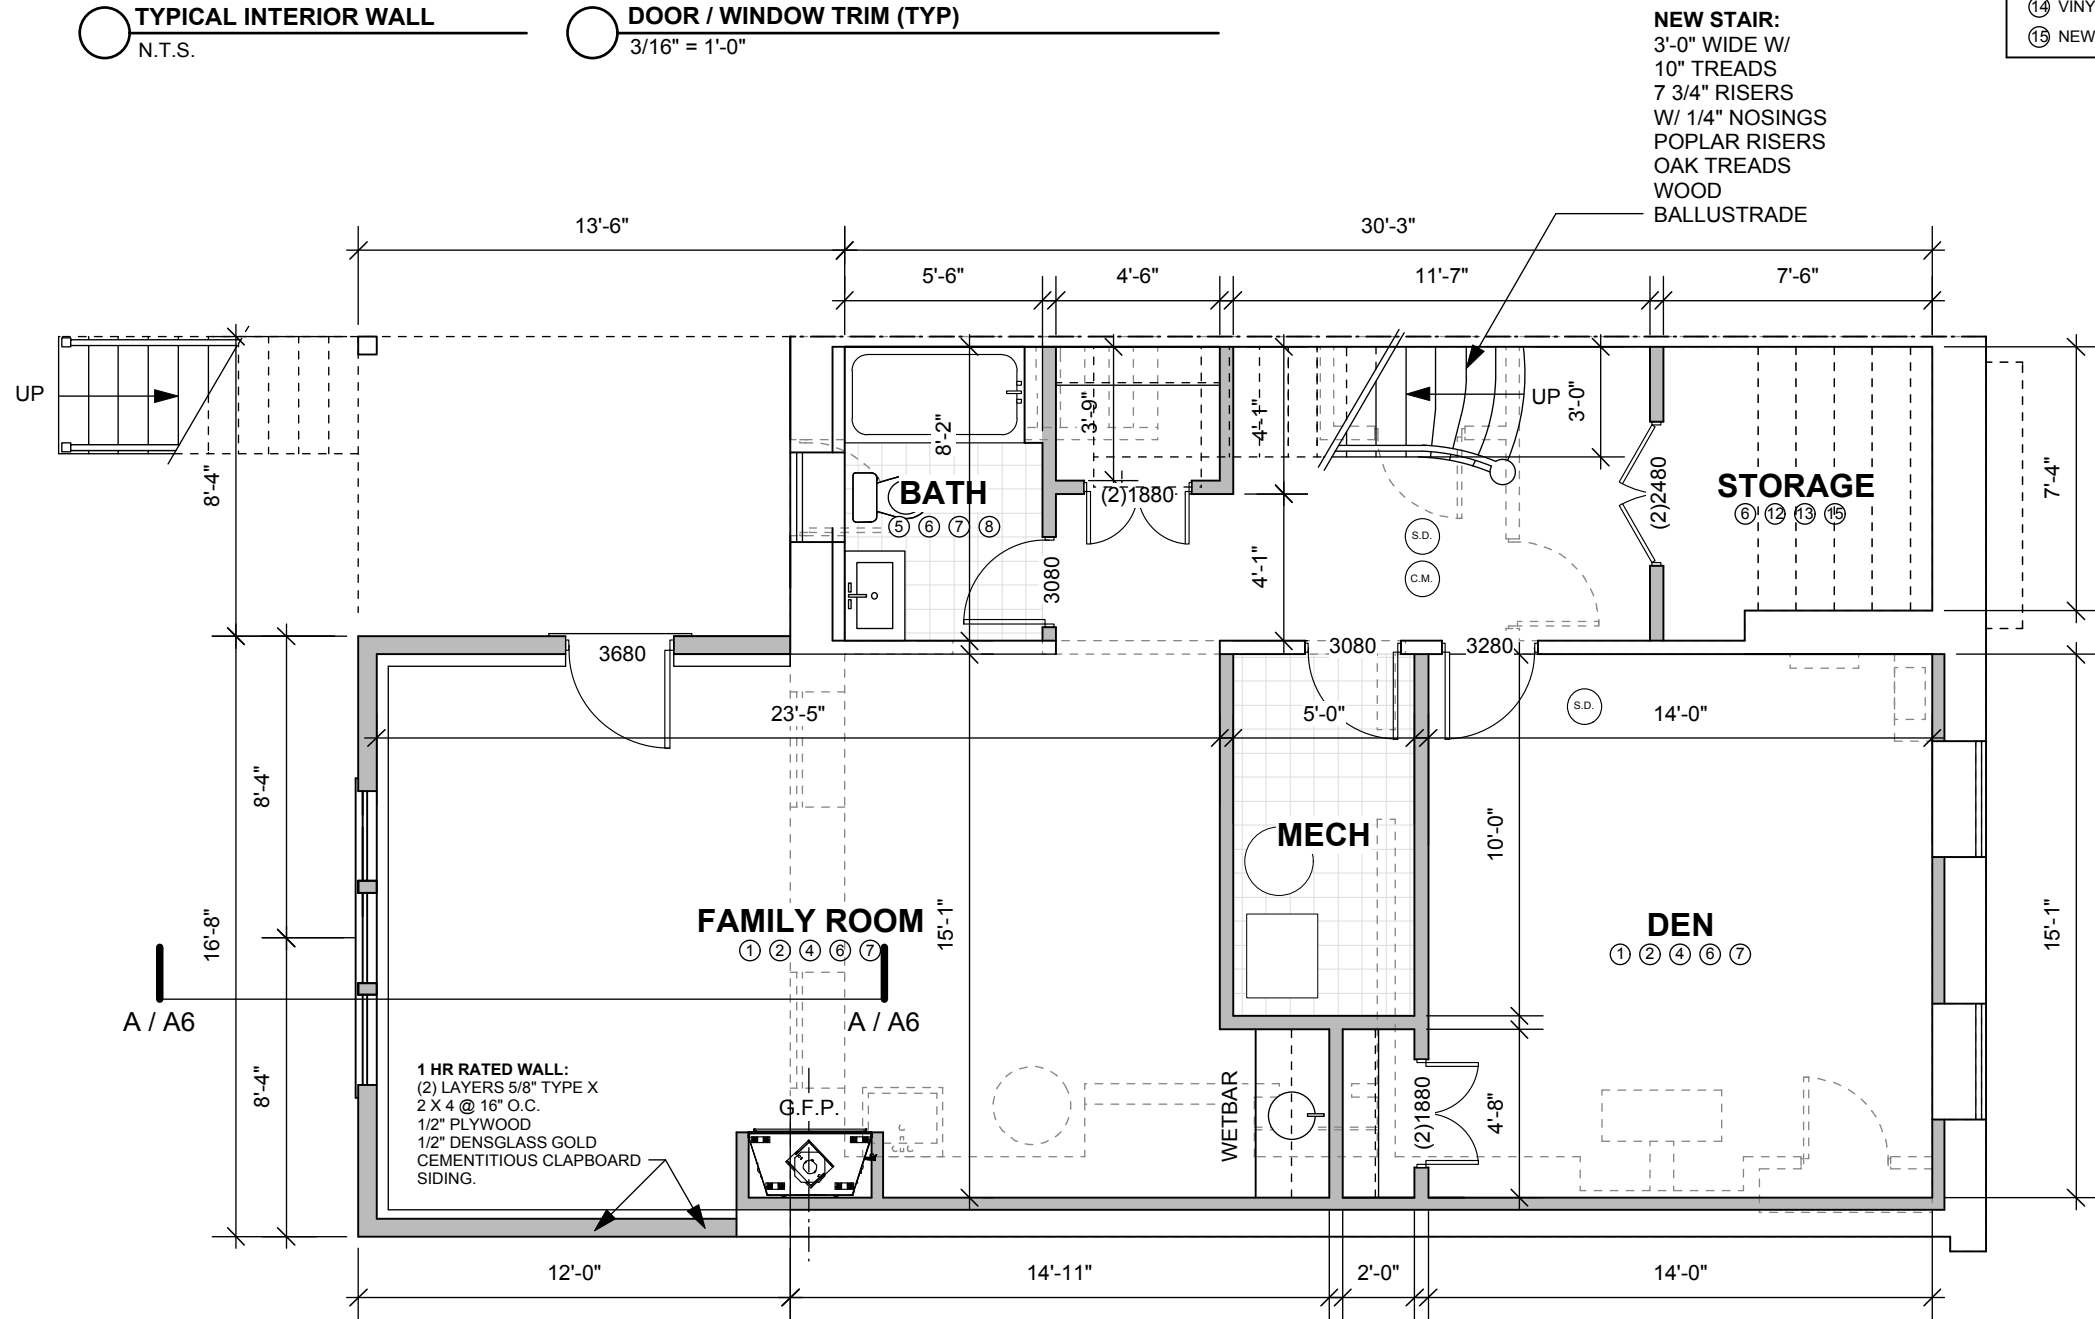 TYPICAL INTERIOR WALL
N.T.S.
DOOR / WINDOW TRIM (TYP)
3/16" = 1'-0"
14 VINY
15 NEW
NEW STAIR:
3'-0" WIDE W/
10" TREADS
7 3/4" RISERS
W/ 1/4" NOSINGS
POPLAR RISERS
OAK TREADS
WOOD
BALLUSTRADE
13'-6"
30'-3"
5'-6"
4'-6"
11'-7"
7'-6"
UP
8'-4"
8'-2"
3'-9"
4'-1"
UP
3'-0"
7'-4"
BATH
5 6 7 8
(2)1880
(2)2480
STORAGE
6 12 13 15
S.D.
C.M.
3080
4'-1"
3680
3080
3280
23'-5"
5'-0"
S.D.
14'-0"
8'-4"
MECH
10'-0"
16'-8"
FAMILY ROOM
1 2 4 6 7
15'-1"
DEN
1 2 4 6 7
15'-1"
A / A6
A / A6
8'-4"
1 HR RATED WALL:
(2) LAYERS 5/8" TYPE X
2 X 4 @ 16" O.C.
1/2" PLYWOOD
1/2" DENSGLASS GOLD
CEMENTITIOUS CLAPBOARD
SIDING.
G.F.P.
WETBAR
(2)1880
4'-8"
12'-0"
14'-11"
2'-0"
14'-0"